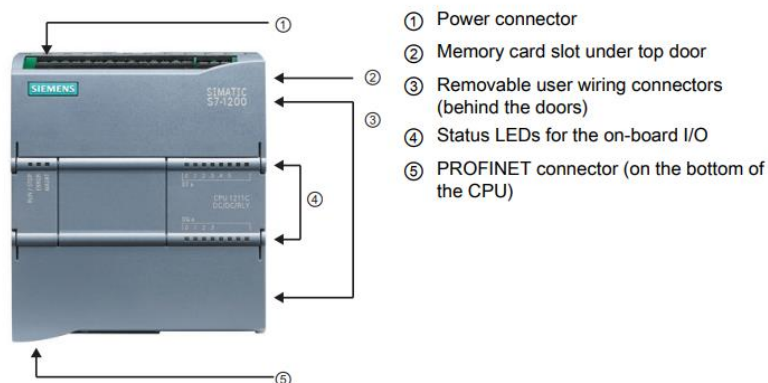 ①
②
③
④
⑤
① Power connector
② Memory card slot under top door
③ Removable user wiring connectors
(behind the doors)
④ Status LEDs for the on-board I/O
⑤ PROFINET connector (on the bottom of
the CPU)
SIEMENS
SIMATIC
S7-1200
RUN / STOP
ERROR
MAINT
CPU 1211C
DC/DC/RLY